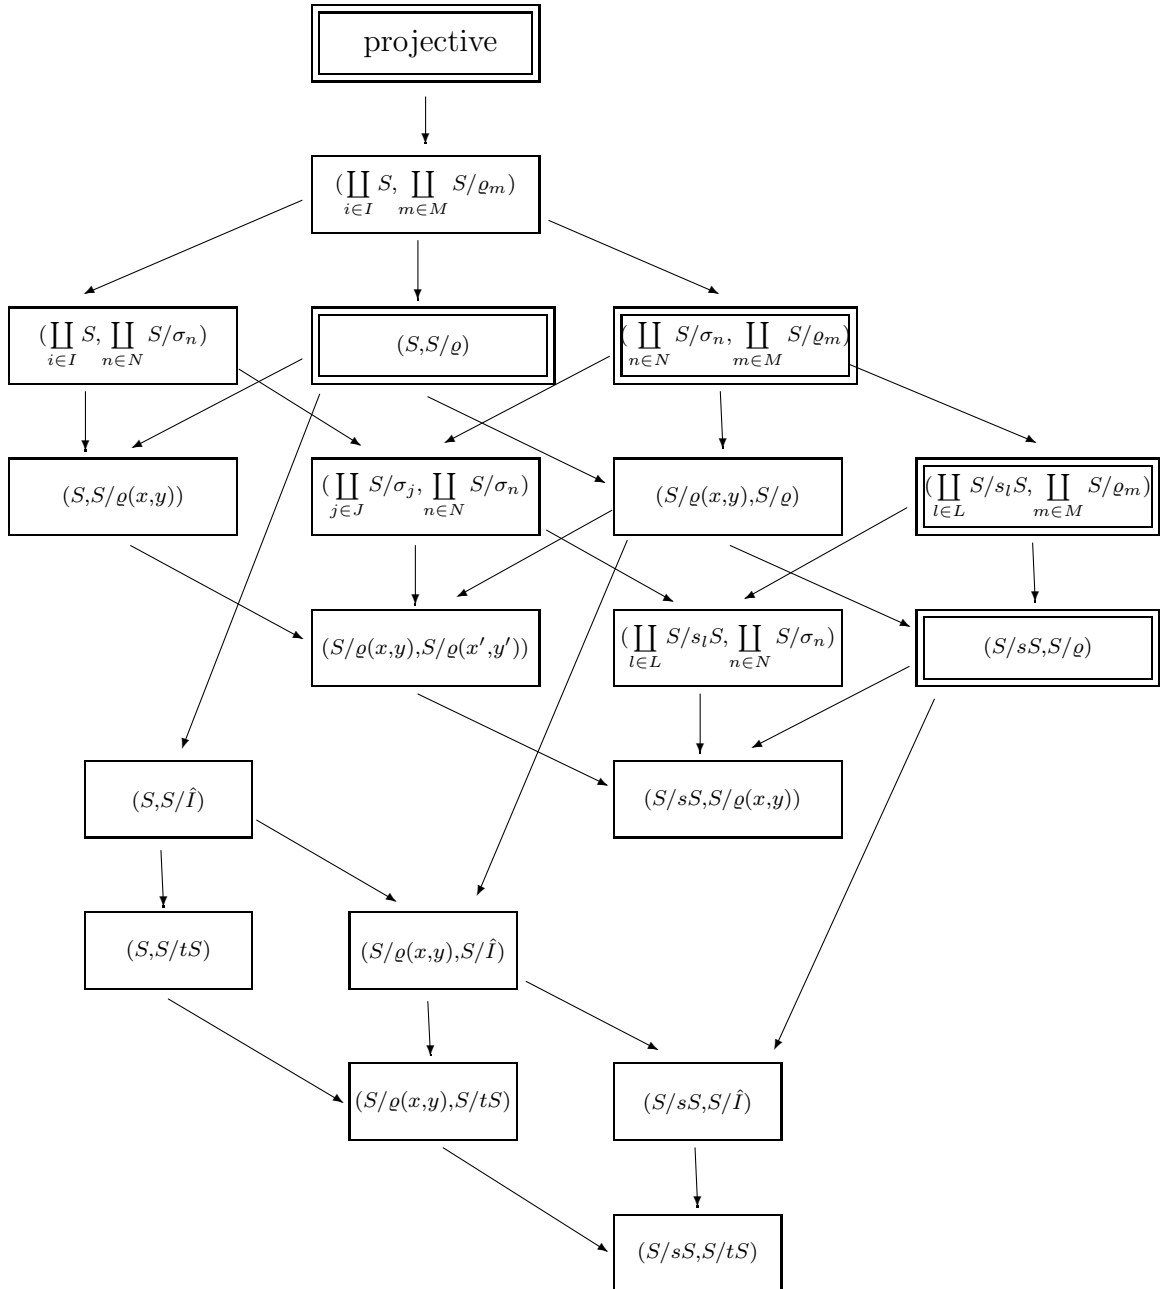 projective
(∐_{i∈I} S, ∐_{m∈M} S/ϱ_m)
(∐_{i∈I} S, ∐_{n∈N} S/σ_n)
(S,S/ϱ)
(∐_{n∈N} S/σ_n, ∐_{m∈M} S/ϱ_m)
(S,S/ϱ(x,y))
(∐_{j∈J} S/σ_j, ∐_{n∈N} S/σ_n)
(S/ϱ(x,y),S/ϱ)
(∐_{l∈L} S/s_lS, ∐_{m∈M} S/ϱ_m)
(S/ϱ(x,y),S/ϱ(x′,y′))
(∐_{l∈L} S/s_lS, ∐_{n∈N} S/σ_n)
(S/sS,S/ϱ)
(S,S/Î)
(S/sS,S/ϱ(x,y))
(S,S/tS)
(S/ϱ(x,y),S/Î)
(S/ϱ(x,y),S/tS)
(S/sS,S/Î)
(S/sS,S/tS)